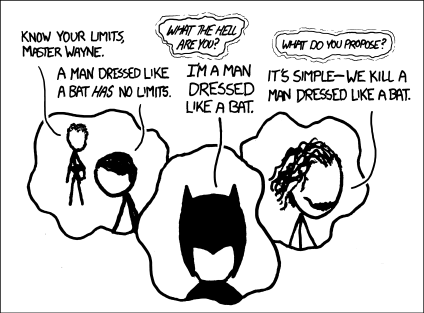 KNOW YOUR LIMITS,
MASTER WAYNE.
A MAN DRESSED LIKE
A BAT HAS NO LIMITS.
WHAT THE HELL
ARE YOU?
I'M A MAN
DRESSED
LIKE A BAT.
WHAT DO YOU PROPOSE?
IT'S SIMPLE—WE KILL A
MAN DRESSED LIKE A BAT.